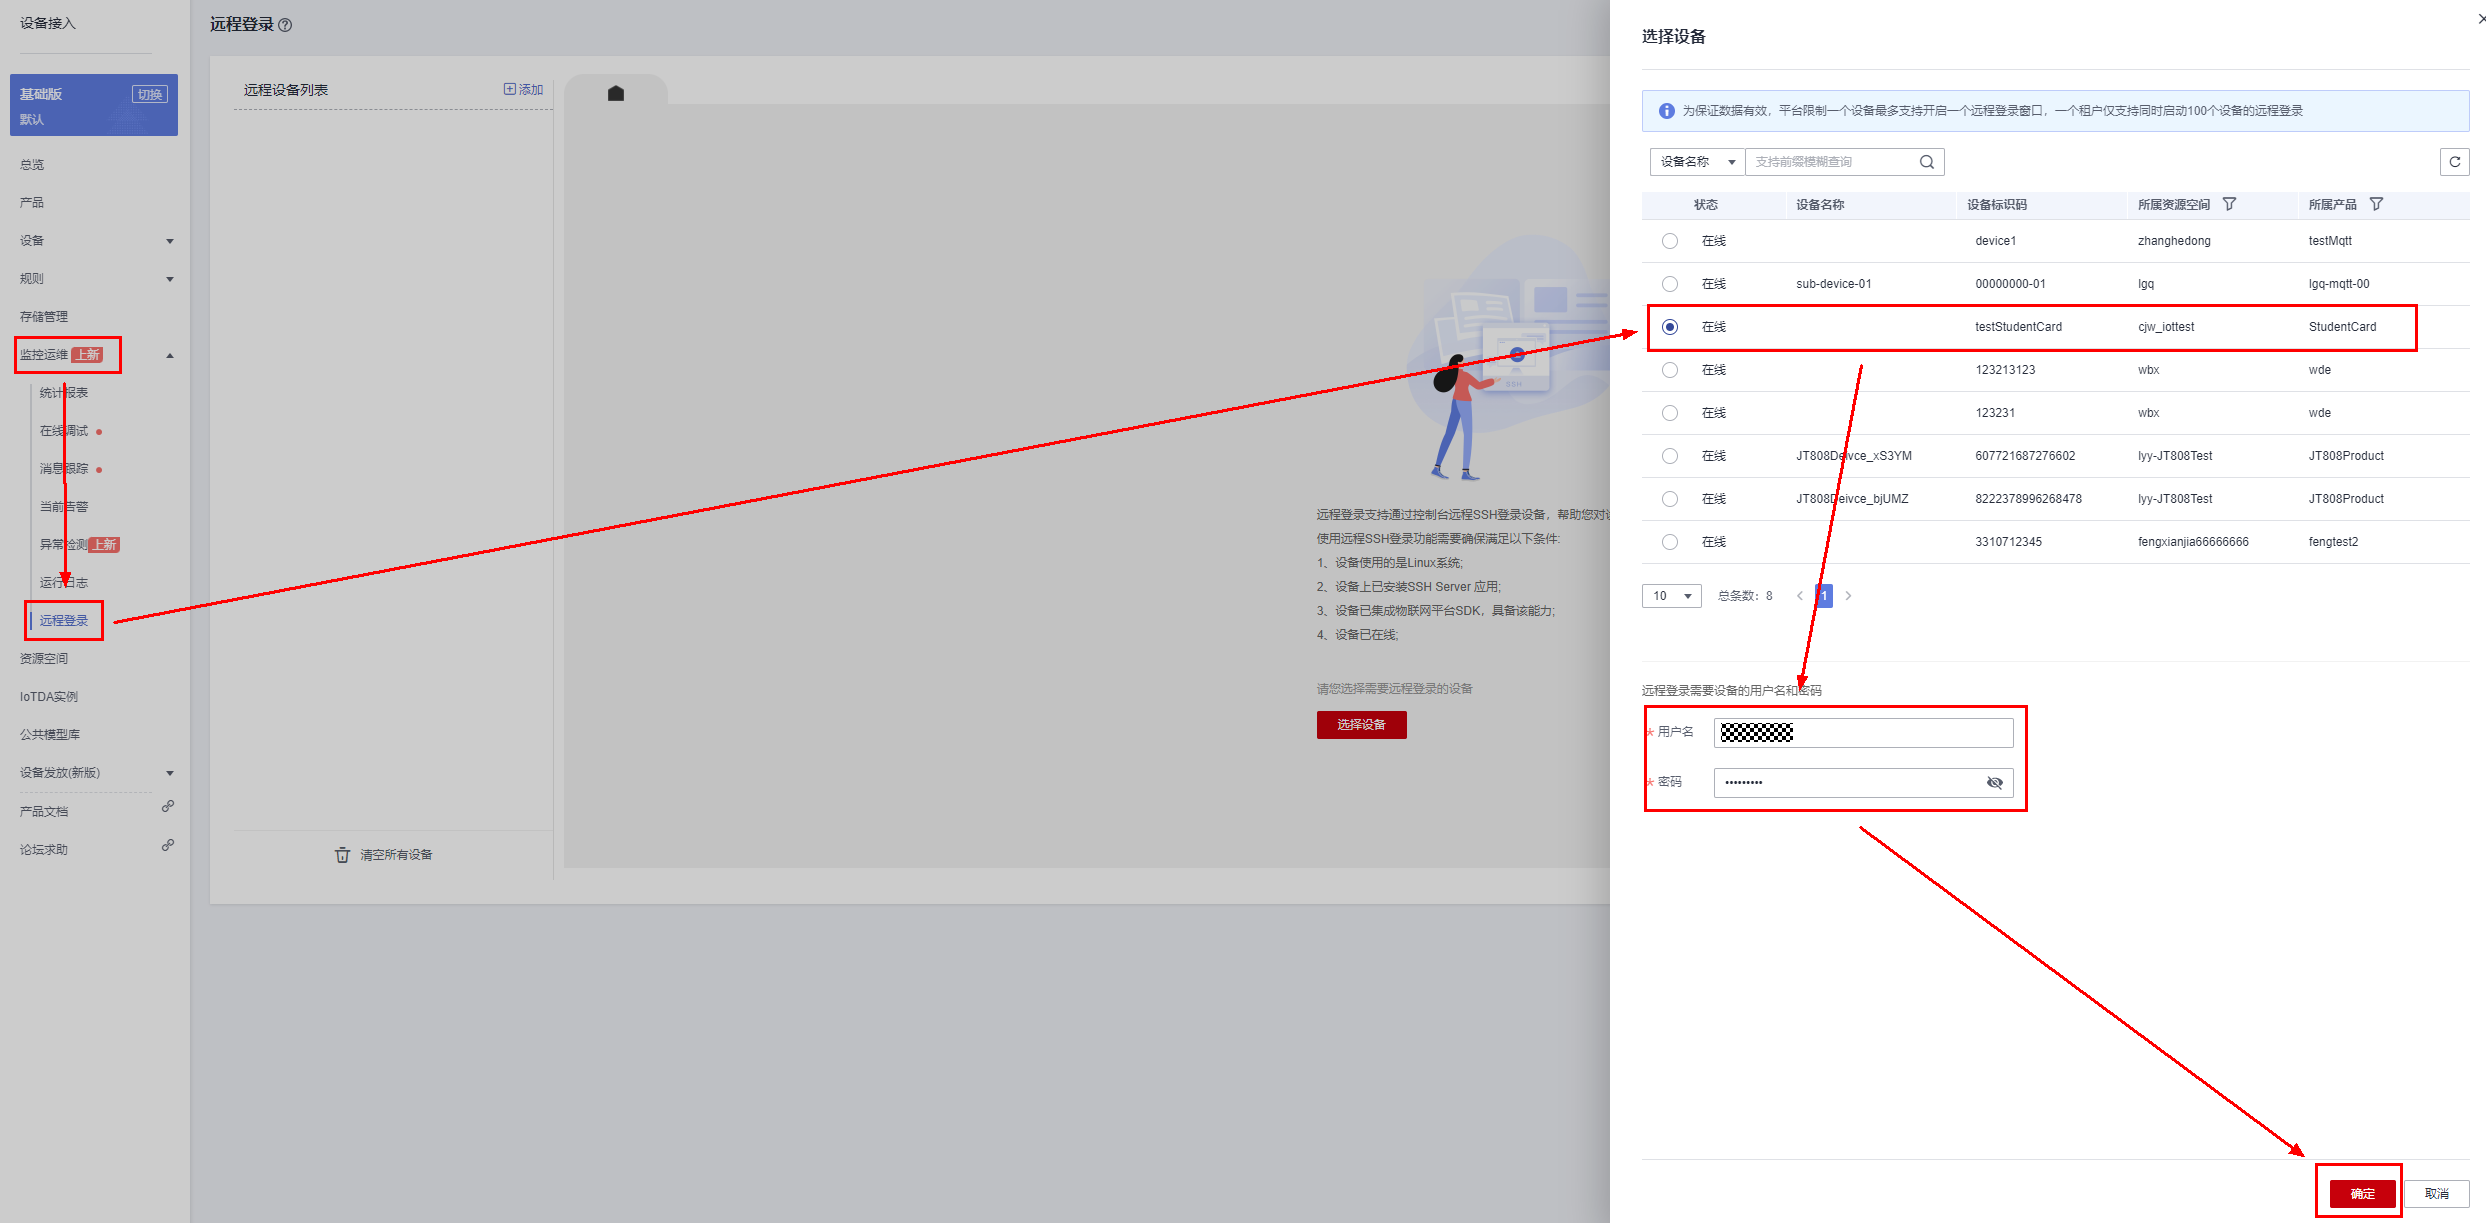 设备接入
基础版
切换
默认
总览
产品
设备
规则
存储管理
监控运维 上新
统计报表
在线调试
消息跟踪
当前告警
异常检测 上新
运行日志
远程登录
资源空间
IoTDA实例
公共模型库
设备发放(新版)
产品文档
论坛求助
远程登录
远程设备列表
添加
清空所有设备
SSH
远程登录支持通过控制台远程SSH登录设备，帮助您对
使用远程SSH登录功能需要确保满足以下条件:
1、设备使用的是Linux系统;
2、设备上已安装SSH Server 应用;
3、设备已集成物联网平台SDK，具备该能力;
4、设备已在线;
请您选择需要远程登录的设备
选择设备
选择设备
为保证数据有效，平台限制一个设备最多支持开启一个远程登录窗口，一个租户仅支持同时启动100个设备的远程登录
设备名称 支持前缀模糊查询
状态 设备名称 设备标识码 所属资源空间 所属产品
在线 device1 zhanghedong testMqtt
在线 sub-device-01 00000000-01 lgq lgq-mqtt-00
在线 testStudentCard cjw_iottest StudentCard
在线 123213123 wbx wde
在线 123231 wbx wde
在线 JT808Deivce_xS3YM 607721687276602 lyy-JT808Test JT808Product
在线 JT808Deivce_bjUMZ 8222378996268478 lyy-JT808Test JT808Product
在线 3310712345 fengxianjia66666666 fengtest2
10 总条数: 8 < 1 >
远程登录需要设备的用户名和密码
* 用户名
* 密码 •••••••••
确定 取消